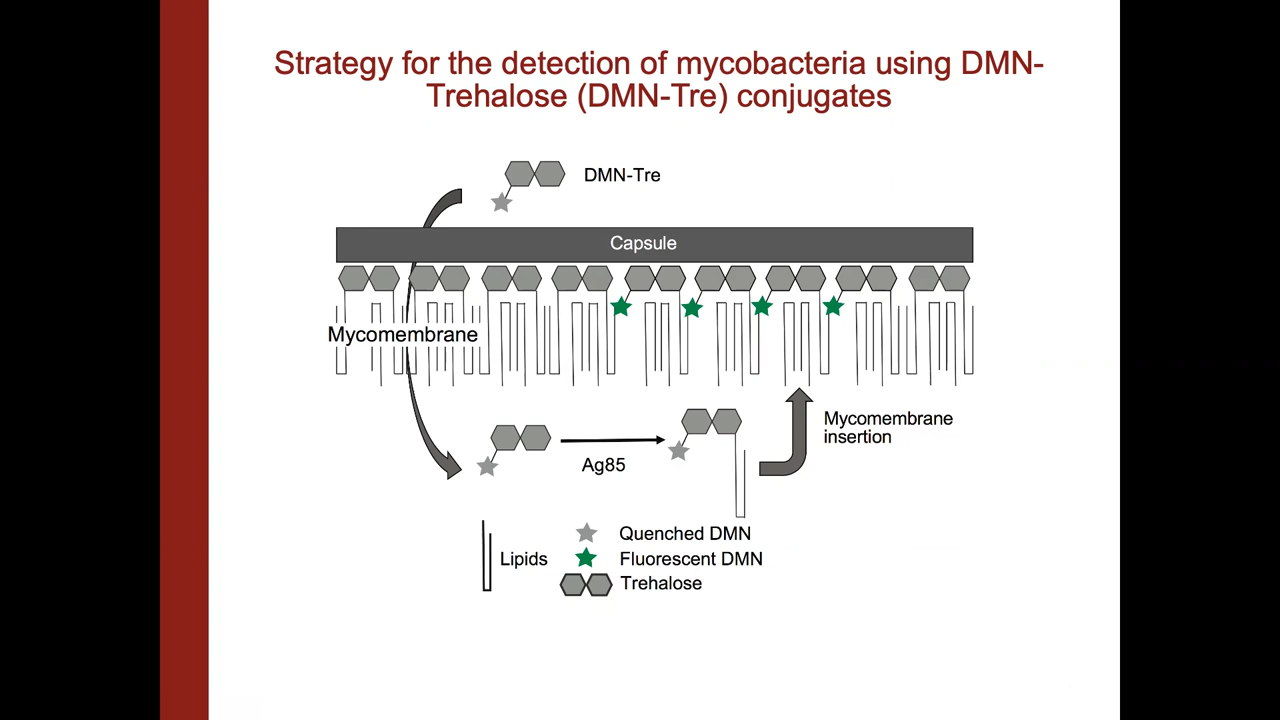 Strategy for the detection of mycobacteria using DMN-
Trehalose (DMN-Tre) conjugates
DMN-Tre
Capsule
Mycomembrane
Mycomembrane
insertion
Ag85
Quenched DMN
Lipids
Fluorescent DMN
Trehalose